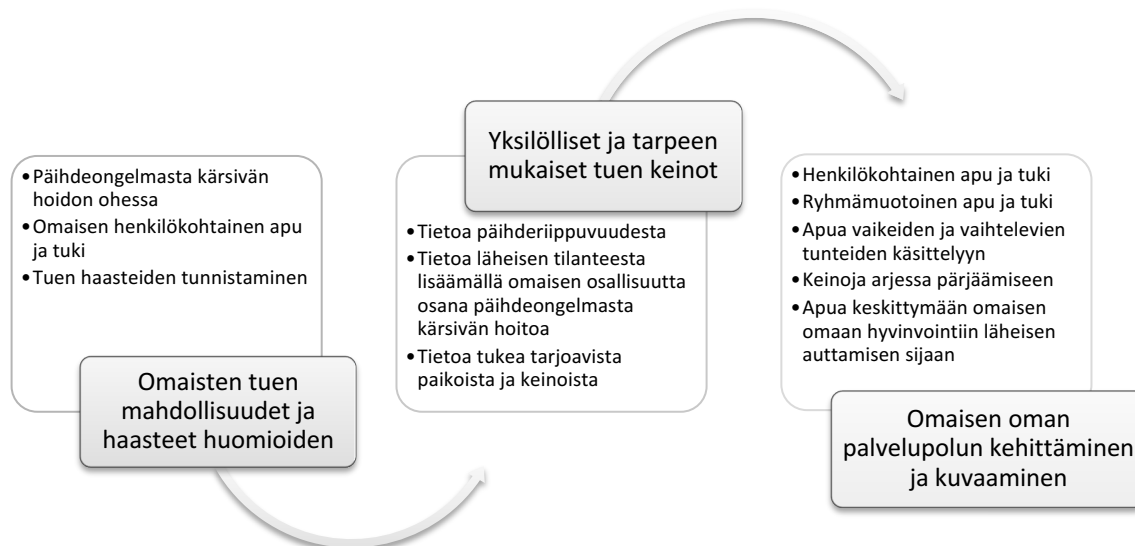 •Päihdeongelmasta kärsivän
hoidon ohessa
•Omaisen henkilökohtainen apu
ja tuki
•Tuen haasteiden tunnistaminen
Omaisten tuen
mahdollisuudet ja
haasteet huomioiden
Yksilölliset ja tarpeen
mukaiset tuen keinot
•Tietoa päihderiippuvuudesta
•Tietoa läheisen tilanteesta
lisäämällä omaisen osallisuutta
osana päihdeongelmasta
kärsivän hoitoa
•Tietoa tukea tarjoavista
paikoista ja keinoista
•Henkilökohtainen apu ja tuki
•Ryhmämuotoinen apu ja tuki
•Apua vaikeiden ja vaihtelevien
tunteiden käsittelyyn
•Keinoja arjessa pärjäämiseen
•Apua keskittymään omaisen
omaan hyvinvointiin läheisen
auttamisen sijaan
Omaisen oman
palvelupolun kehittäminen
ja kuvaaminen